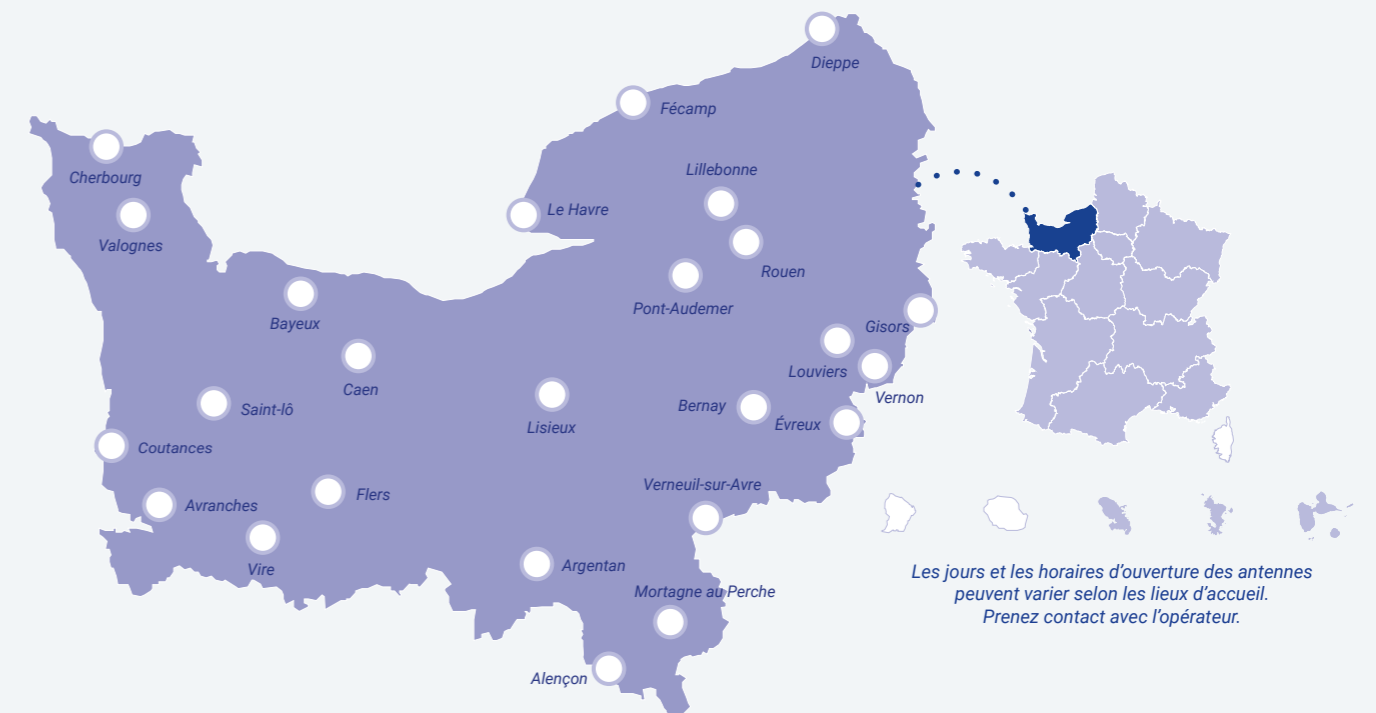 Dieppe
Fécamp
Cherbourg
Lillebonne
Le Havre
Valognes
Rouen
Pont-Audemer
Bayeux
Gisors
Louviers
Caen
Vernon
Saint-lô
Bernay
Évreux
Lisieux
Coutances
Verneuil-sur-Avre
Flers
Avranches
Vire
Argentan
Mortagne au Perche
Alençon
Les jours et les horaires d’ouverture des antennes
peuvent varier selon les lieux d’accueil.
Prenez contact avec l’opérateur.